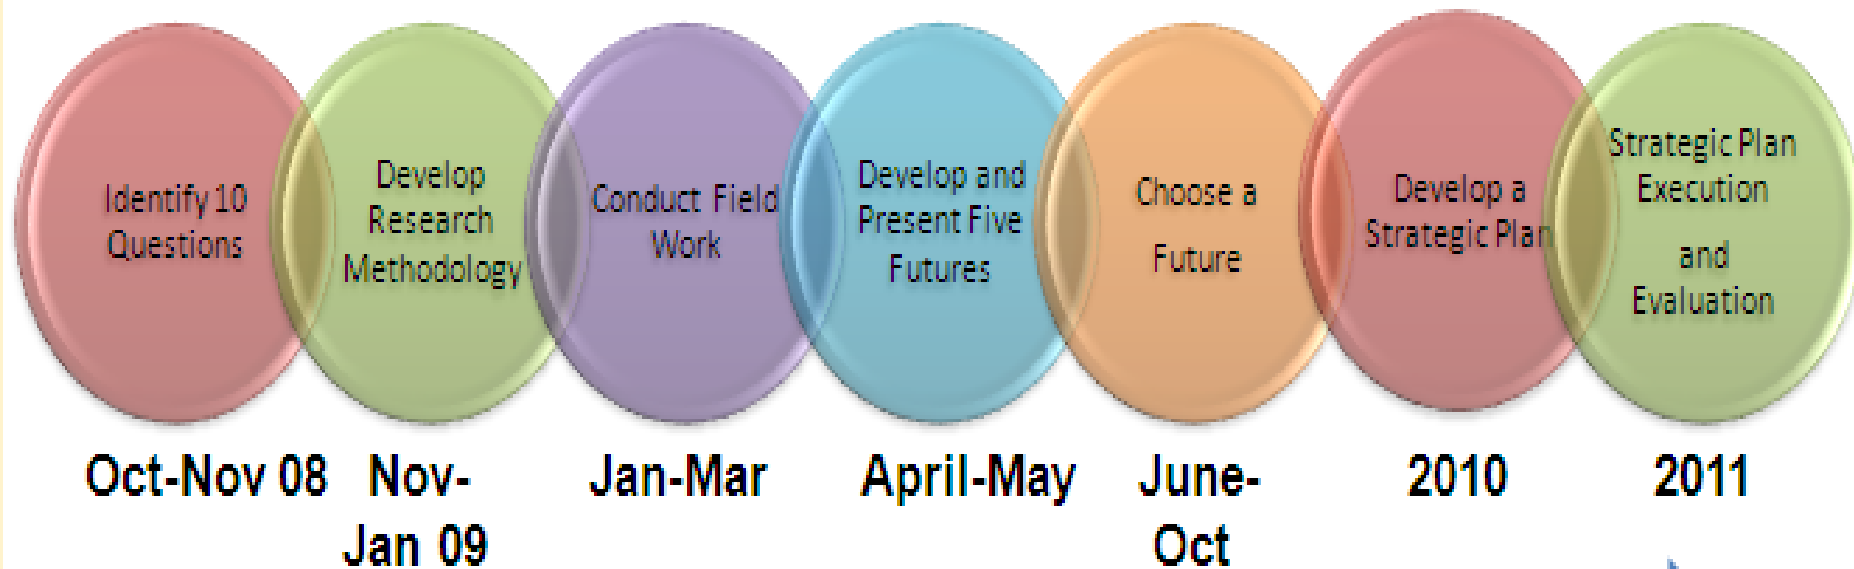 Identify 10
Questions
Develop
Research
Methodology
Conduct Field
Work
Develop and
Present Five
Futures
Choose a
Future
Develop a
Strategic Plan
Strategic Plan
Execution
and
Evaluation
Oct-Nov 08
Nov-
Jan 09
Jan-Mar
April-May
June-
Oct
2010
2011